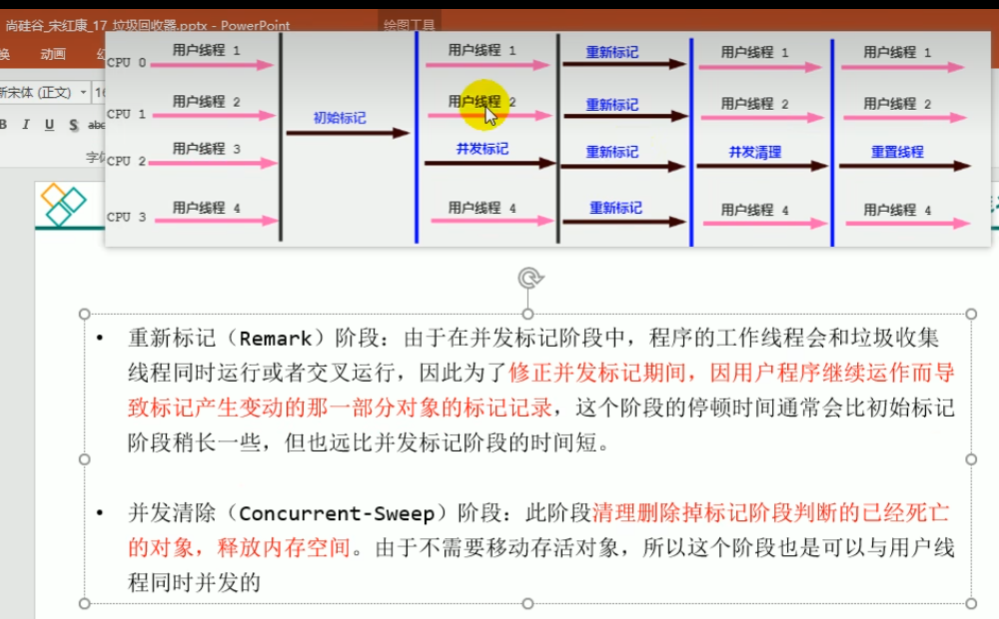 尚硅谷_宋红康_17_垃圾回收器.pptx - PowerPoint
绘图工具
换 动画
新宋体 (正文) 16
B I U S abc
用户线程 1 用户线程 1 重新标记 用户线程 1 用户线程 1
CPU 0
用户线程 2 用户线程 2 重新标记 用户线程 2 用户线程 2
CPU 1
初始标记
用户线程 3 并发标记 重新标记 并发清理 重置线程
CPU 2
用户线程 4 用户线程 4 重新标记 用户线程 4 用户线程 4
CPU 3
• 重新标记（Remark）阶段：由于在并发标记阶段中，程序的工作线程会和垃圾收集
线程同时运行或者交叉运行，因此为了修正并发标记期间，因用户程序继续运作而导
致标记产生变动的那一部分对象的标记记录，这个阶段的停顿时间通常会比初始标记
阶段稍长一些，但也远比并发标记阶段的时间短。
• 并发清除（Concurrent-Sweep）阶段：此阶段清理删除掉标记阶段判断的已经死亡
的对象，释放内存空间。由于不需要移动存活对象，所以这个阶段也是可以与用户线
程同时并发的